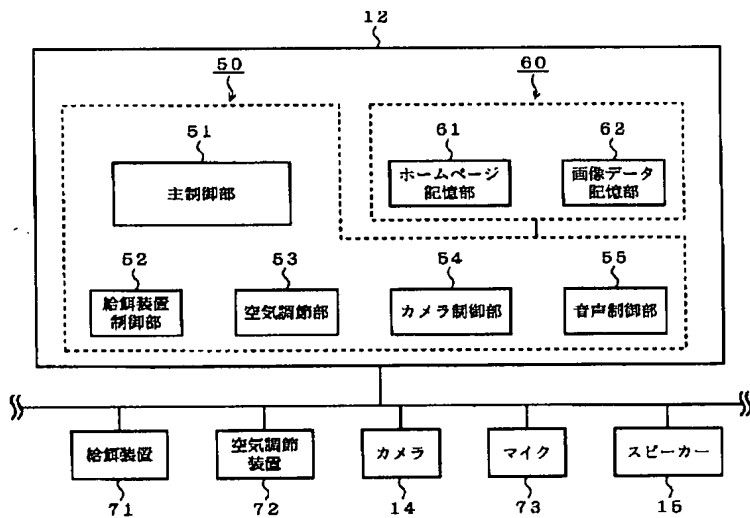 12
50
60
51
主制御部
61
ホームページ
記憶部
62
画像データ
記憶部
52
給餌装置
制御部
53
空気調節部
54
カメラ制御部
55
音声制御部
給餌装置
空気調節
装置
カメラ
マイク
スピーカー
71
72
14
73
15